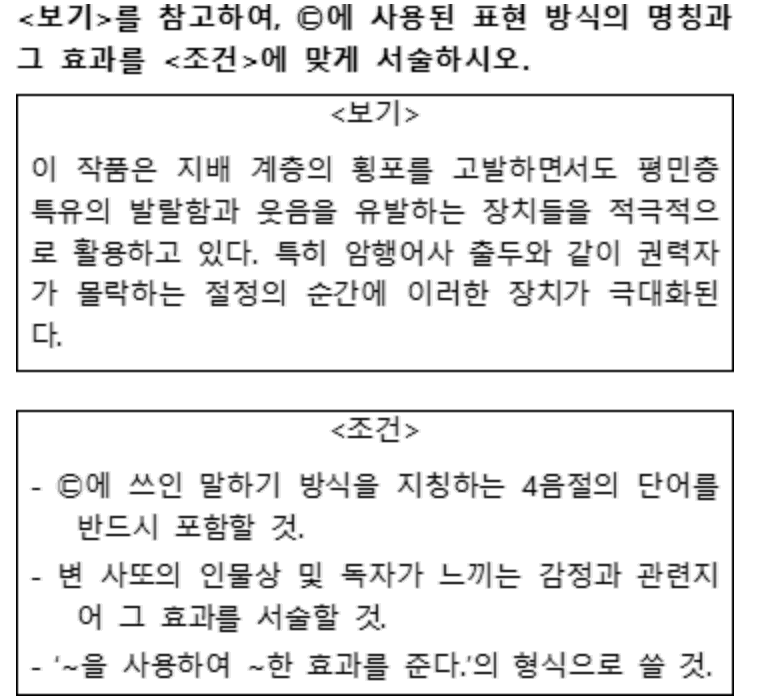 <보기>를 참고하여, ㉢에 사용된 표현 방식의 명칭과
그 효과를 <조건>에 맞게 서술하시오.
<보기>
이 작품은 지배 계층의 횡포를 고발하면서도 평민층
특유의 발랄함과 웃음을 유발하는 장치들을 적극적으
로 활용하고 있다. 특히 암행어사 출두와 같이 권력자
가 몰락하는 절정의 순간에 이러한 장치가 극대화된
다.
<조건>
- ㉢에 쓰인 말하기 방식을 지칭하는 4음절의 단어를
반드시 포함할 것.
- 변 사또의 인물상 및 독자가 느끼는 감정과 관련지
어 그 효과를 서술할 것.
- '~을 사용하여 ~한 효과를 준다.'의 형식으로 쓸 것.